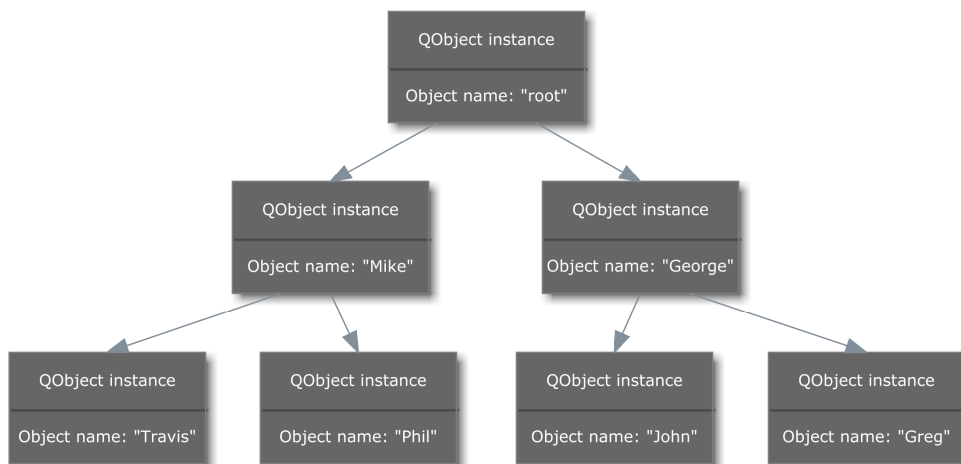 QObject instance
Object name: "root"
QObject instance
Object name: "Mike"
QObject instance
Object name: "George"
QObject instance
Object name: "Travis"
QObject instance
Object name: "Phil"
QObject instance
Object name: "John"
QObject instance
Object name: "Greg"